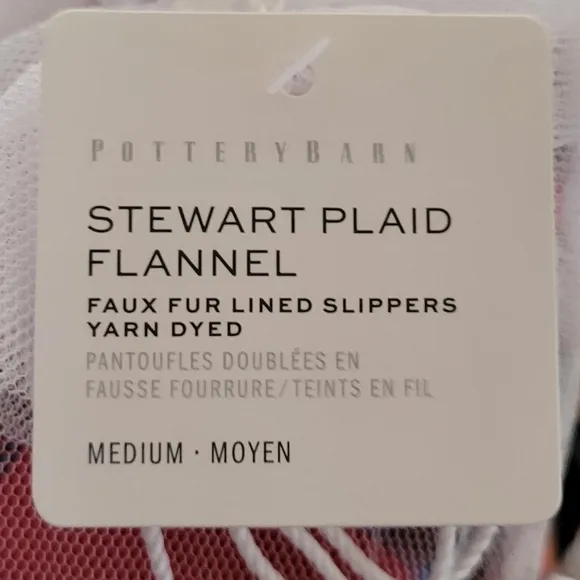 POTTERYBARN
STEWART PLAID
FLANNEL
FAUX FUR LINED SLIPPERS
YARN DYED
PANTOUFLES DOUBLÉES EN
FAUSSE FOURRURE/TEINTS EN FIL
MEDIUM · MOYEN